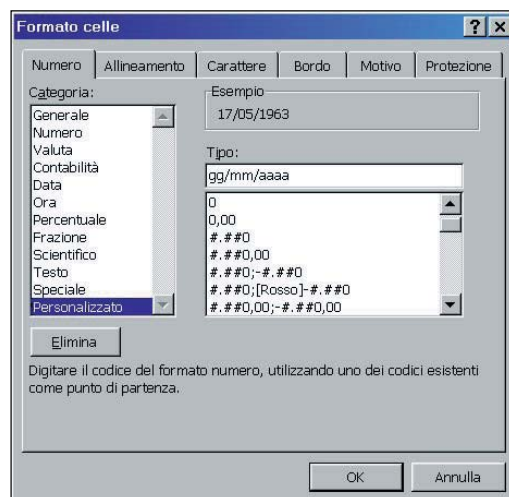 Formato celle
Numero Allineamento Carattere Bordo Motivo Protezione
Categoria:
Generale
Numero
Valuta
Contabilità
Data
Ora
Percentuale
Frazione
Scientifico
Testo
Speciale
Personalizzato
Esempio
17/05/1963
Tipo:
gg/mm/aaaa
0
0,00
#.##0
#.##0,00
#.##0;-#.##0
#.##0;[Rosso]-#.##0
#.##0,00;-#.##0,00
Elimina
Digitare il codice del formato numero, utilizzando uno dei codici esistenti
come punto di partenza.
OK Annulla